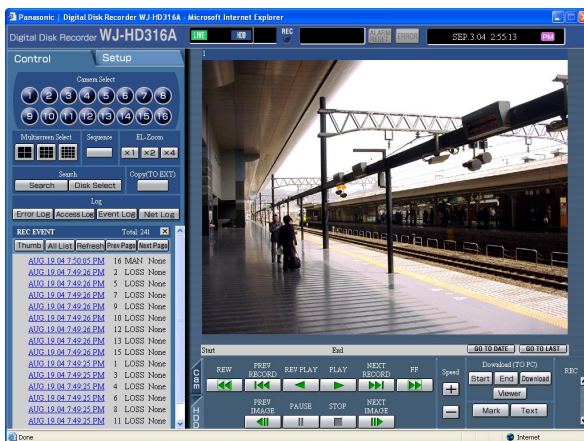 Panasonic | Digital Disk Recorder WJ-HD316A - Microsoft Internet Explorer
Digital Disk Recorder WJ-HD316A
LIVE HDD REC ALARM RESET ERROR SEP.3.04 2:55:13 PM
Control Setup
1
Camera Select
1 2 3 4 5 6 7 8
9 10 11 12 13 14 15 16
Multiscreen Select Sequence EL-Zoom
×1 ×2 ×4
Search Copy(TO EXT)
Search Disk Select
Log
Error Log Access Log Event Log Net Log
REC EVENT Total: 241
Thumb All List Refresh Prev Page Next Page
AUG.19.04 7:50:05 PM 16 MAN None
AUG.19.04 7:49:26 PM 2 LOSS None
AUG.19.04 7:49:26 PM 5 LOSS None
AUG.19.04 7:49:26 PM 7 LOSS None
AUG.19.04 7:49:26 PM 9 LOSS None
AUG.19.04 7:49:26 PM 10 LOSS None
AUG.19.04 7:49:26 PM 12 LOSS None
AUG.19.04 7:49:26 PM 13 LOSS None
AUG.19.04 7:49:26 PM 15 LOSS None
AUG.19.04 7:49:25 PM 1 LOSS None
AUG.19.04 7:49:25 PM 3 LOSS None
AUG.19.04 7:49:25 PM 4 LOSS None
AUG.19.04 7:49:25 PM 6 LOSS None
AUG.19.04 7:49:25 PM 8 LOSS None
AUG.19.04 7:49:25 PM 11 LOSS None
Start End GO TO DATE GO TO LAST
Cam
HDD
REW PREV RECORD REV PLAY PLAY NEXT RECORD FF
PREV IMAGE PAUSE STOP NEXT IMAGE
Speed
Download (TO PC)
Start End Download
Viewer
Mark Text
REC
Done Internet